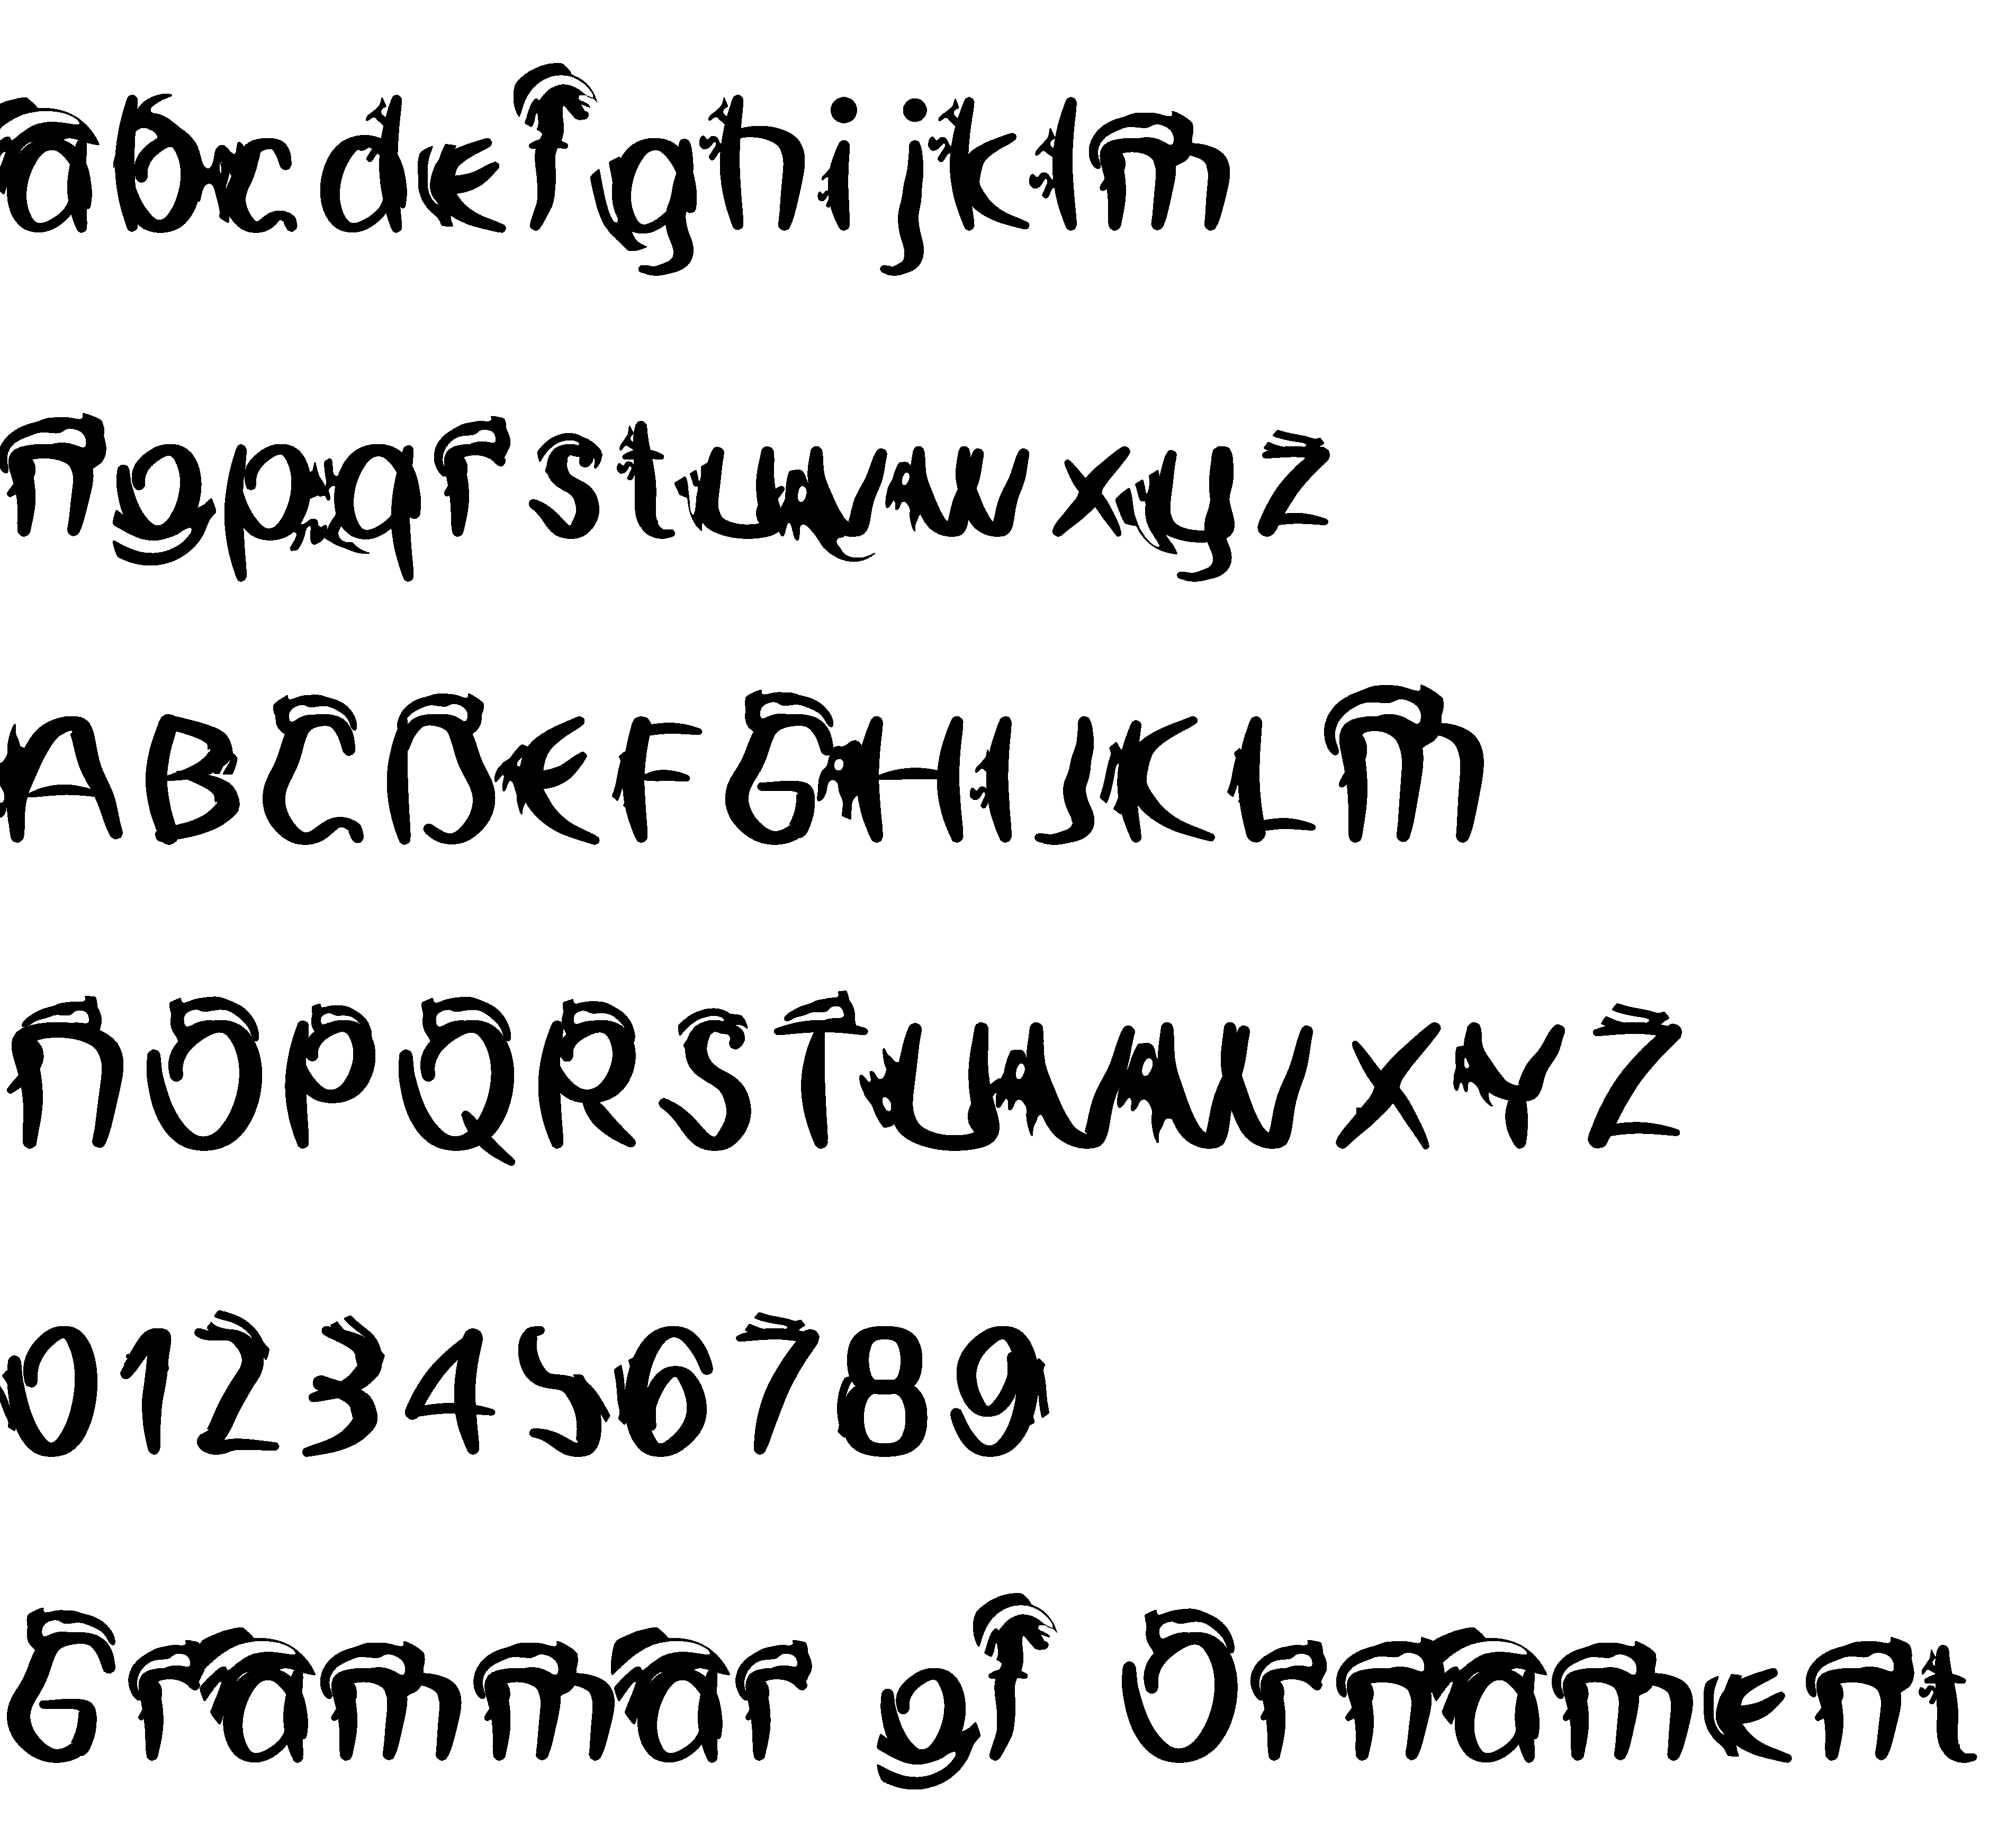 abcdefghijklm
nopqrstuvwxyz
ABCDEFGHIJKLM
NOPQRSTUVWXYZ
0123456789
Grammar of Ornament